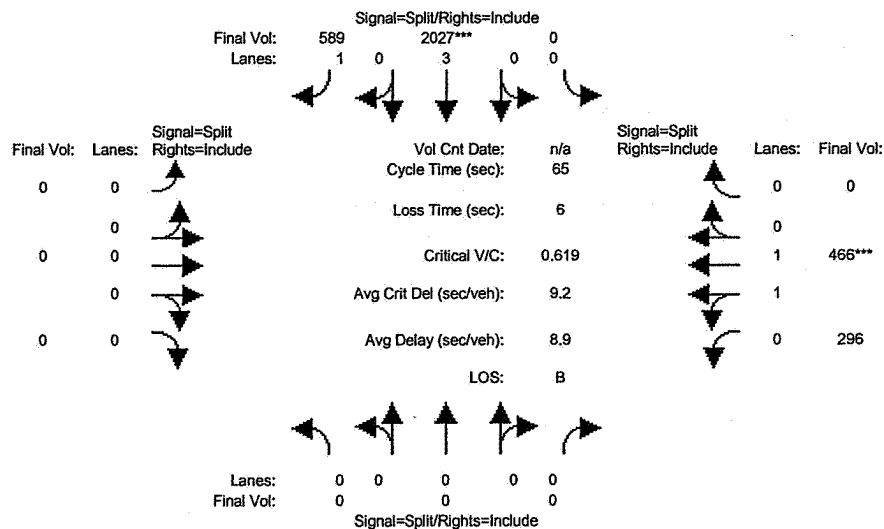 Signal=Split/Rights=Include
Final Vol: 589 2027*** 0
Lanes: 1 0 3 0 0
Signal=Split
Rights=Include
Final Vol: Lanes:
Vol Cnt Date: n/a
Signal=Split
Rights=Include
Lanes: Final Vol:
Cycle Time (sec): 65
0 0
0 0
Loss Time (sec): 6
0
0
0 0
Critical V/C: 0.619
1 466***
0
Avg Crit Del (sec/veh): 9.2
1
0 0
Avg Delay (sec/veh): 8.9
0 296
LOS: B
Lanes: 0 0 0 0 0
Final Vol: 0 0 0
Signal=Split/Rights=Include